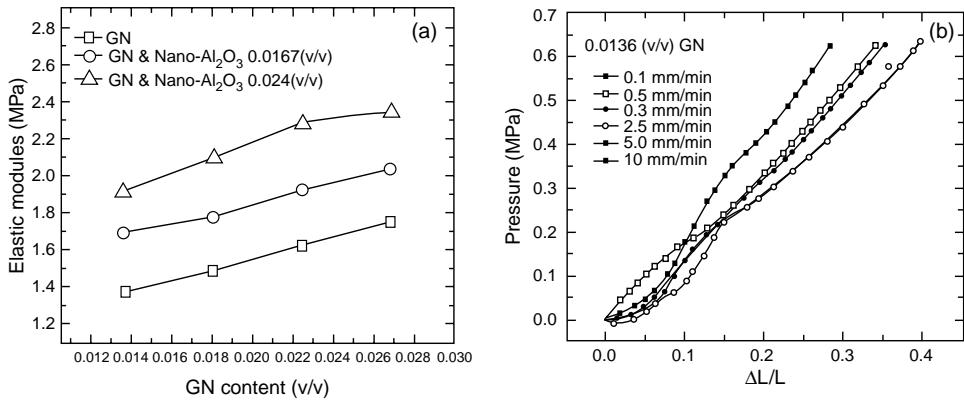 (a)
GN
GN & Nano-Al2O3 0.0167(v/v)
GN & Nano-Al2O3 0.024(v/v)
2.8
2.6
2.4
2.2
2.0
1.8
1.6
1.4
1.2
Elastic modules (MPa)
0.012 0.014 0.016 0.018 0.020 0.022 0.024 0.026 0.028 0.030
GN content (v/v)
(b)
0.0136 (v/v) GN
0.1 mm/min
0.5 mm/min
0.3 mm/min
2.5 mm/min
5.0 mm/min
10 mm/min
0.7
0.6
0.5
0.4
0.3
0.2
0.1
0.0
Pressure (MPa)
0.0 0.1 0.2 0.3 0.4
ΔL/L